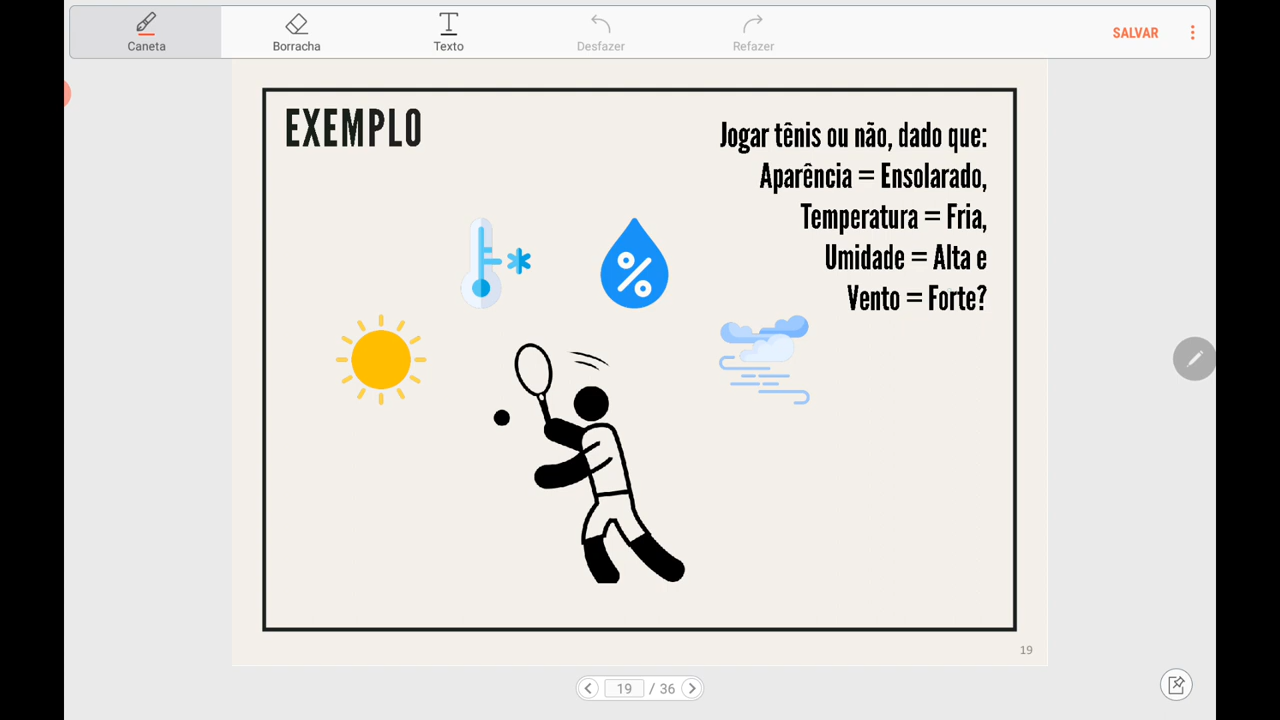 Caneta
Borracha
Texto
Desfazer
Refazer
SALVAR
EXEMPLO
Jogar tênis ou não, dado que:
Aparência = Ensolarado,
Temperatura = Fria,
Umidade = Alta e
Vento = Forte?
%
19
19 / 36